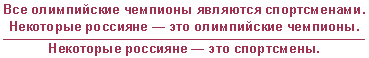 Все олимпийские чемпионы являются спортсменами.
Некоторые россияне — это олимпийские чемпионы.
Некоторые россияне — это спортсмены.